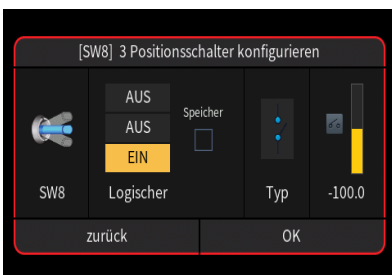 [SW8] 3 Positionsschalter konfigurieren
AUS
AUS
EIN
Speicher
SW8
Logischer
Typ
-100.0
zurück
OK